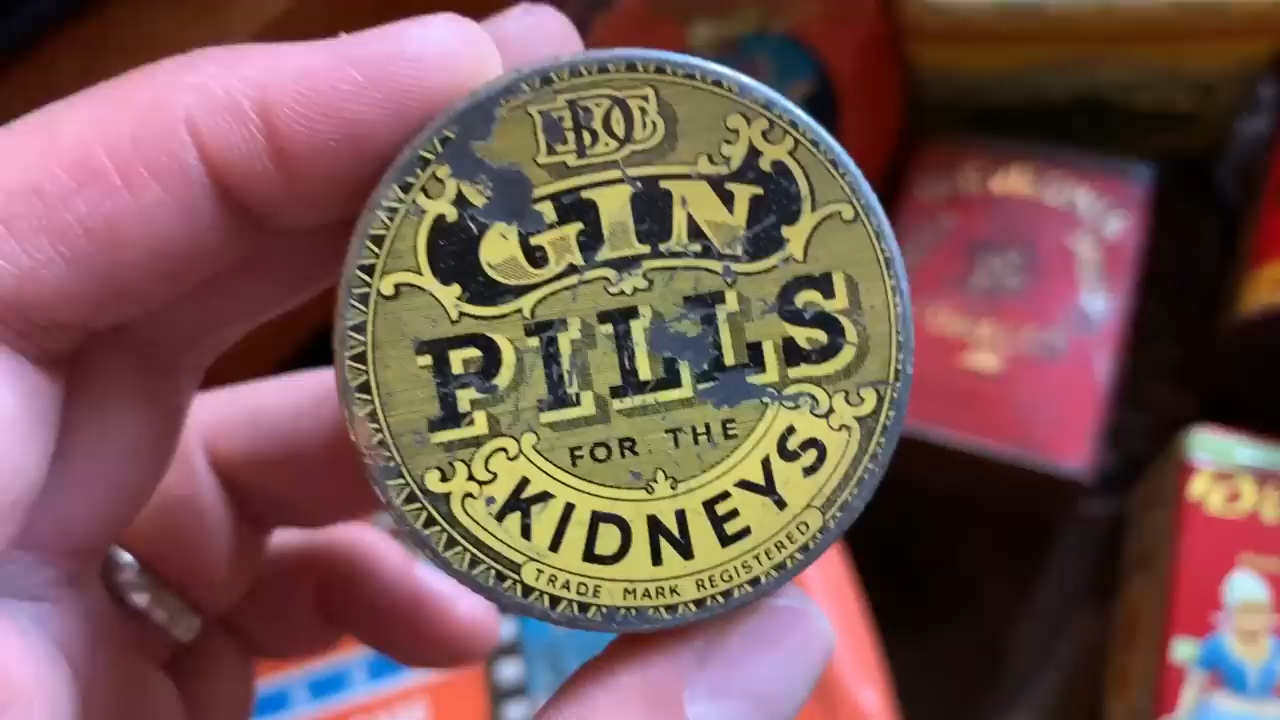 GIN
PILLS
FOR THE
KIDNEYS
TRADE MARK REGISTERED